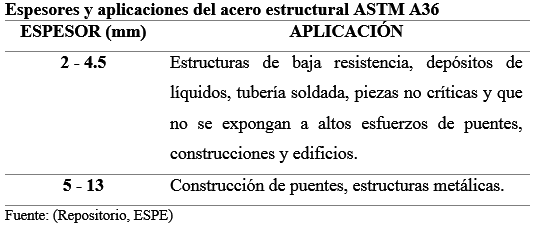 Espesores y aplicaciones del acero estructural ASTM A36
ESPESOR (mm) APLICACIÓN
2 - 4.5 Estructuras de baja resistencia, depósitos de
líquidos, tubería soldada, piezas no críticas y que
no se expongan a altos esfuerzos de puentes,
construcciones y edificios.
5 - 13 Construcción de puentes, estructuras metálicas.
Fuente: (Repositorio, ESPE)